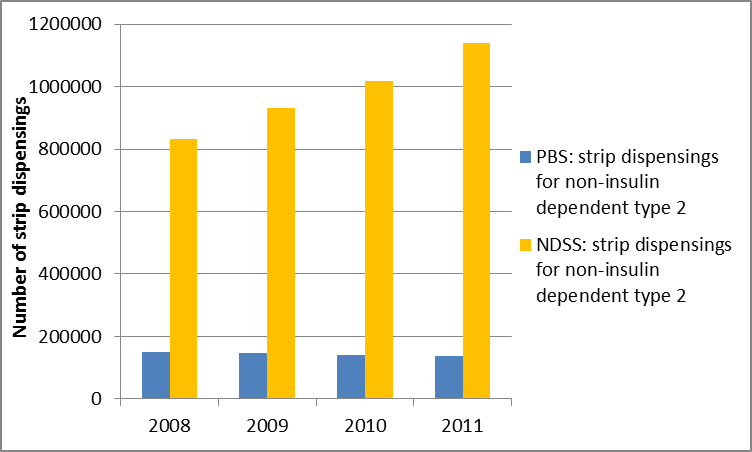 1200000
1000000
800000
600000
400000
200000
0
Number of strip dispensings
2008
2009
2010
2011
PBS: strip dispensings
for non-insulin
dependent type 2
NDSS: strip dispensings
for non-insulin
dependent type 2